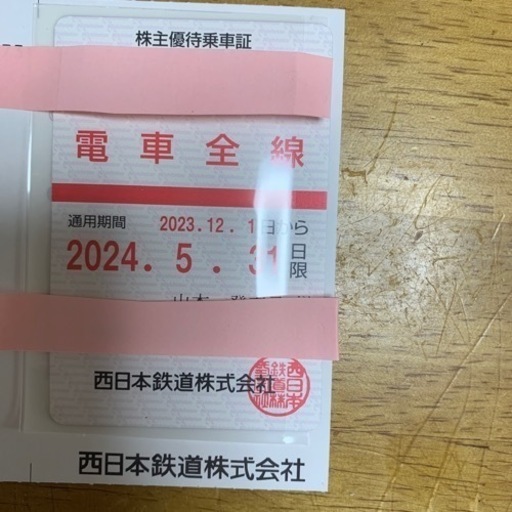 株主優待乗車証
電車全線
通用期間 2023.12.1日から
2024.5.31日限
西日本鉄道株式会社
西日本鉄道株式会社